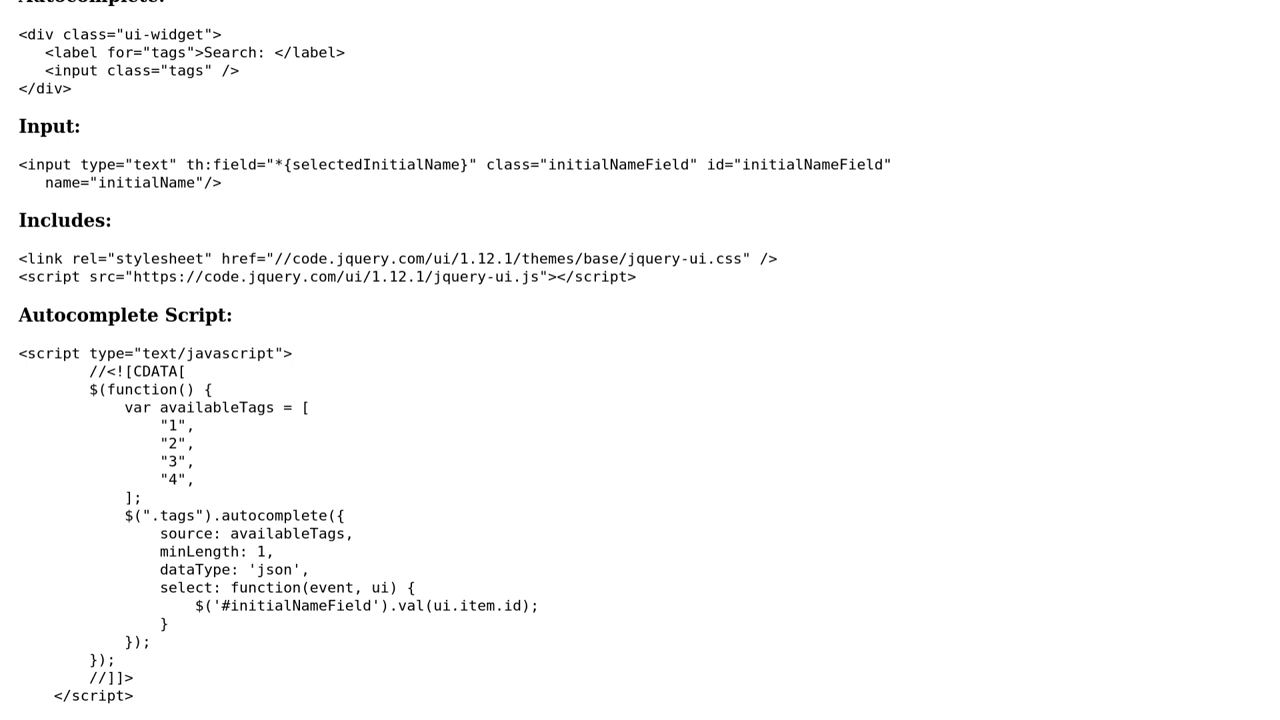 Autocomplete:
<div class="ui-widget">
   <label for="tags">Search: </label>
   <input class="tags" />
</div>
Input:
<input type="text" th:field="*{selectedInitialName}" class="initialNameField" id="initialNameField"
   name="initialName"/>
Includes:
<link rel="stylesheet" href="//code.jquery.com/ui/1.12.1/themes/base/jquery-ui.css" />
<script src="https://code.jquery.com/ui/1.12.1/jquery-ui.js"></script>
Autocomplete Script:
<script type="text/javascript">
        //<![CDATA[
        $(function() {
            var availableTags = [
                "1",
                "2",
                "3",
                "4",
            ];
            $(".tags").autocomplete({
                source: availableTags,
                minLength: 1,
                dataType: 'json',
                select: function(event, ui) {
                    $('#initialNameField').val(ui.item.id);
                }
            });
        });
        //]]>
    </script>